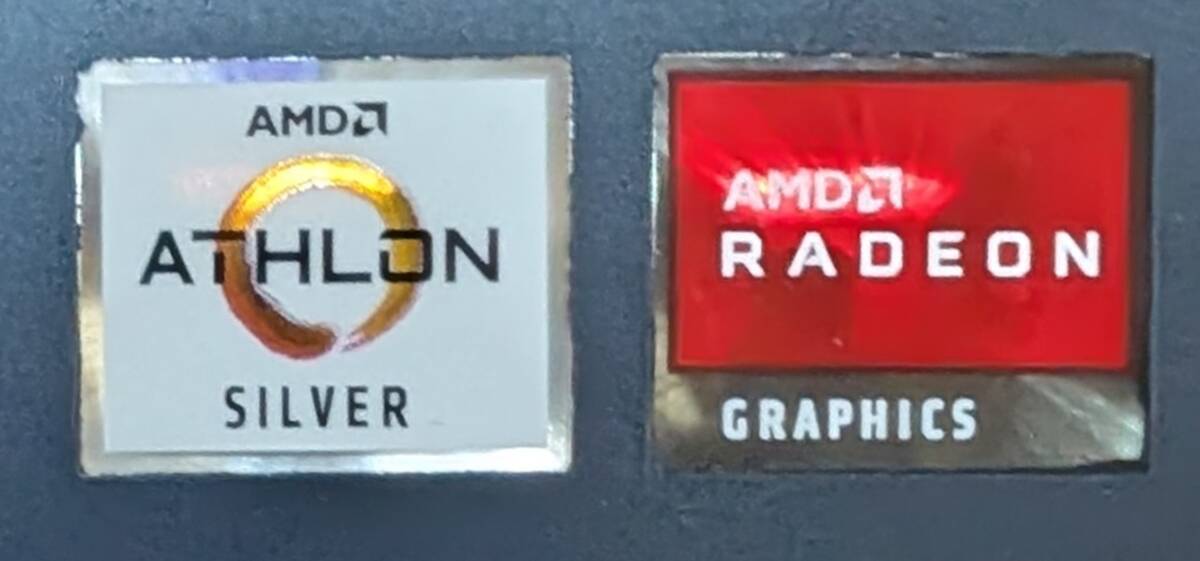 AMD
ATHLON
SILVER
AMD
RADEON
GRAPHICS